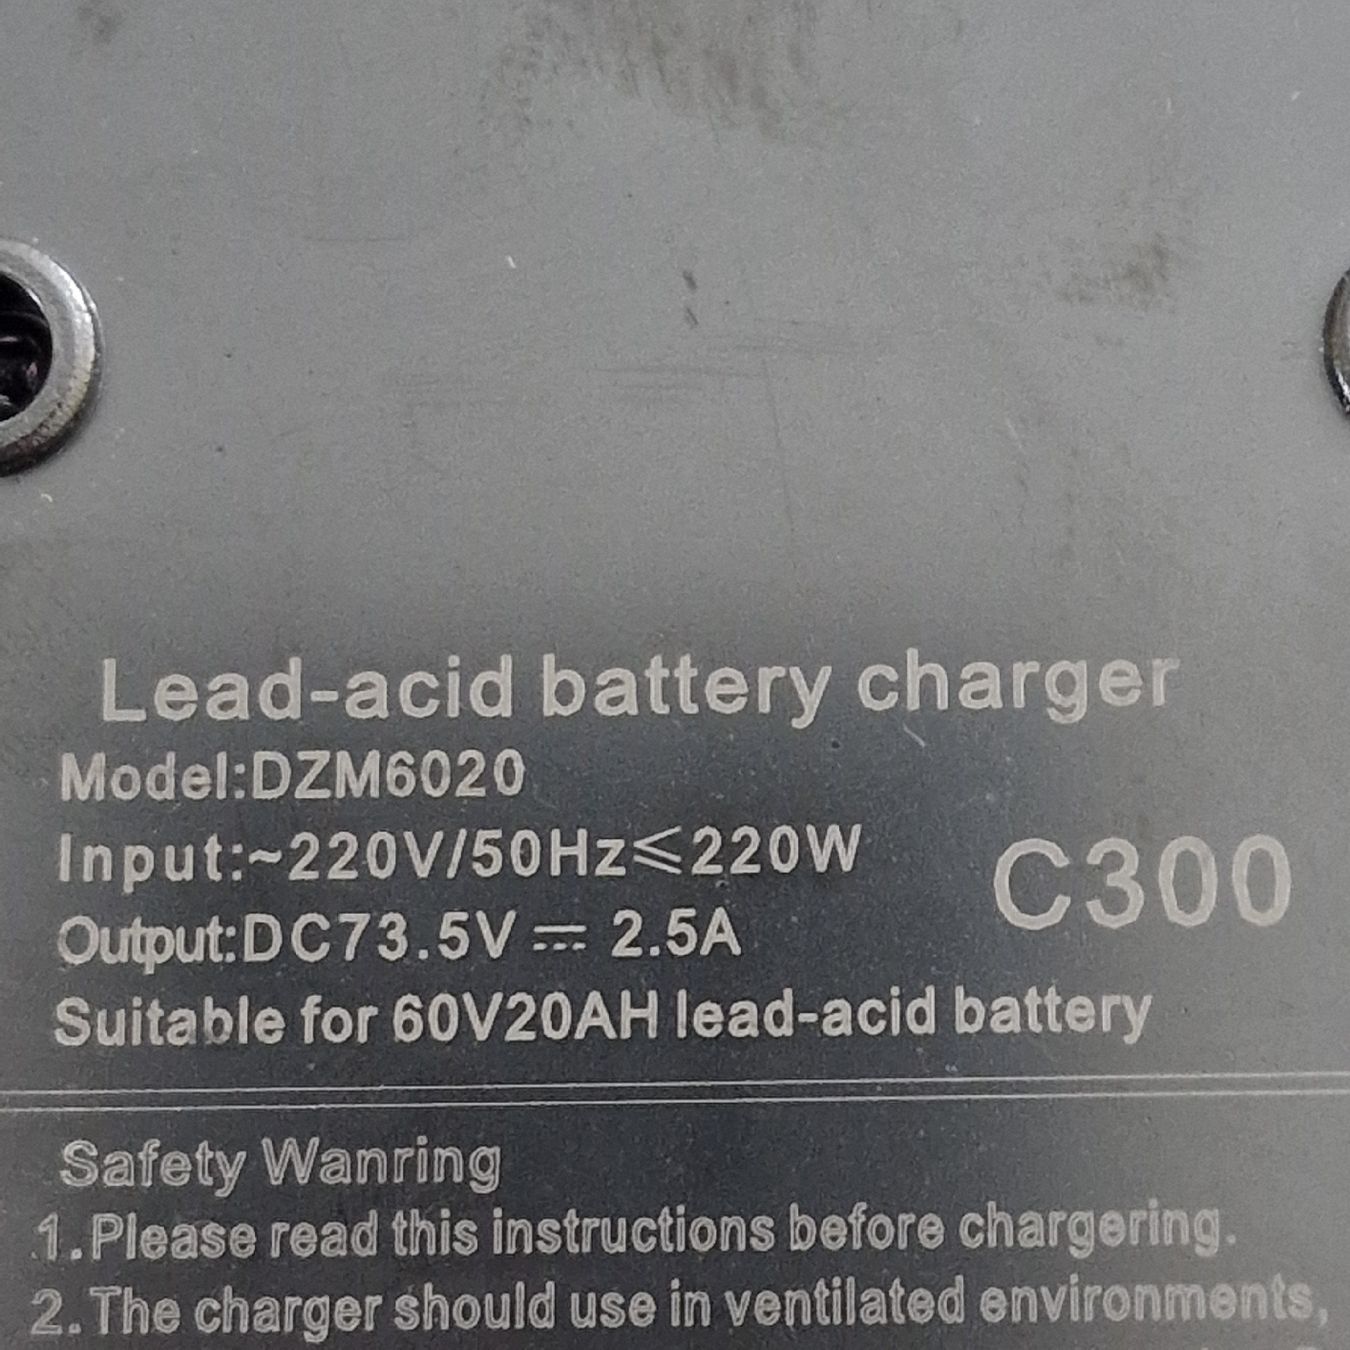 Lead-acid battery charger
Model:DZM6020
Input:~220V/50Hz≤220W
C300
Output:DC73.5V ⎓ 2.5A
Suitable for 60V20AH lead-acid battery
Safety Wanring
1.Please read this instructions before chargering.
2.The charger should use in ventilated environments,